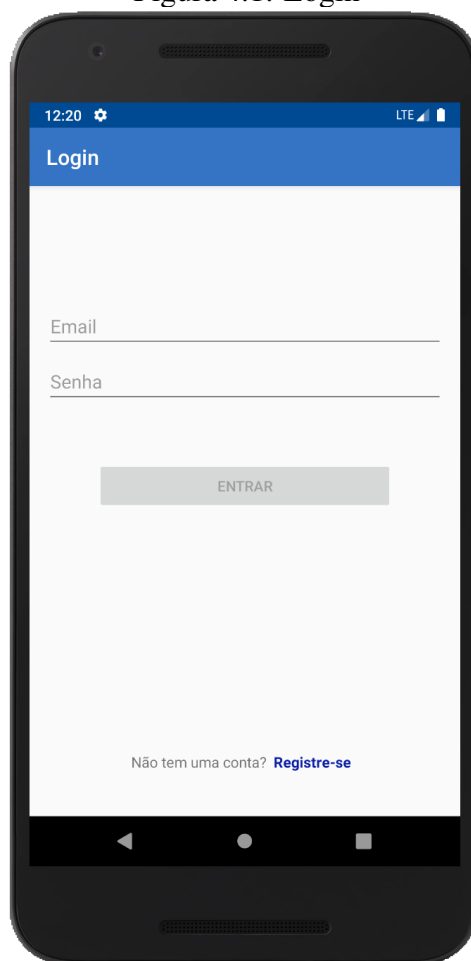 Figura 4.1: Login
12:20 LTE
Login
Email
Senha
ENTRAR
Não tem uma conta? Registre-se